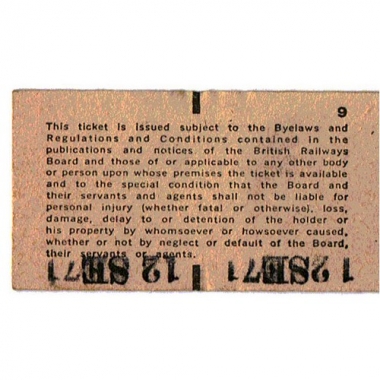 9
This ticket is issued subject to the Byelaws and
Regulations and Conditions contained in the
publications and notices of the British Railways
Board and those of or applicable to any other body
or person upon whose premises the ticket is available
and to the special condition that the Board and
their servants and agents shall not be liable for
personal injury (whether fatal or otherwise), loss,
damage, delay to or detention of the holder or
his property by whomsoever or howsoever caused,
whether or not by neglect or default of the Board,
their servants or agents.
12SE71 12SE71